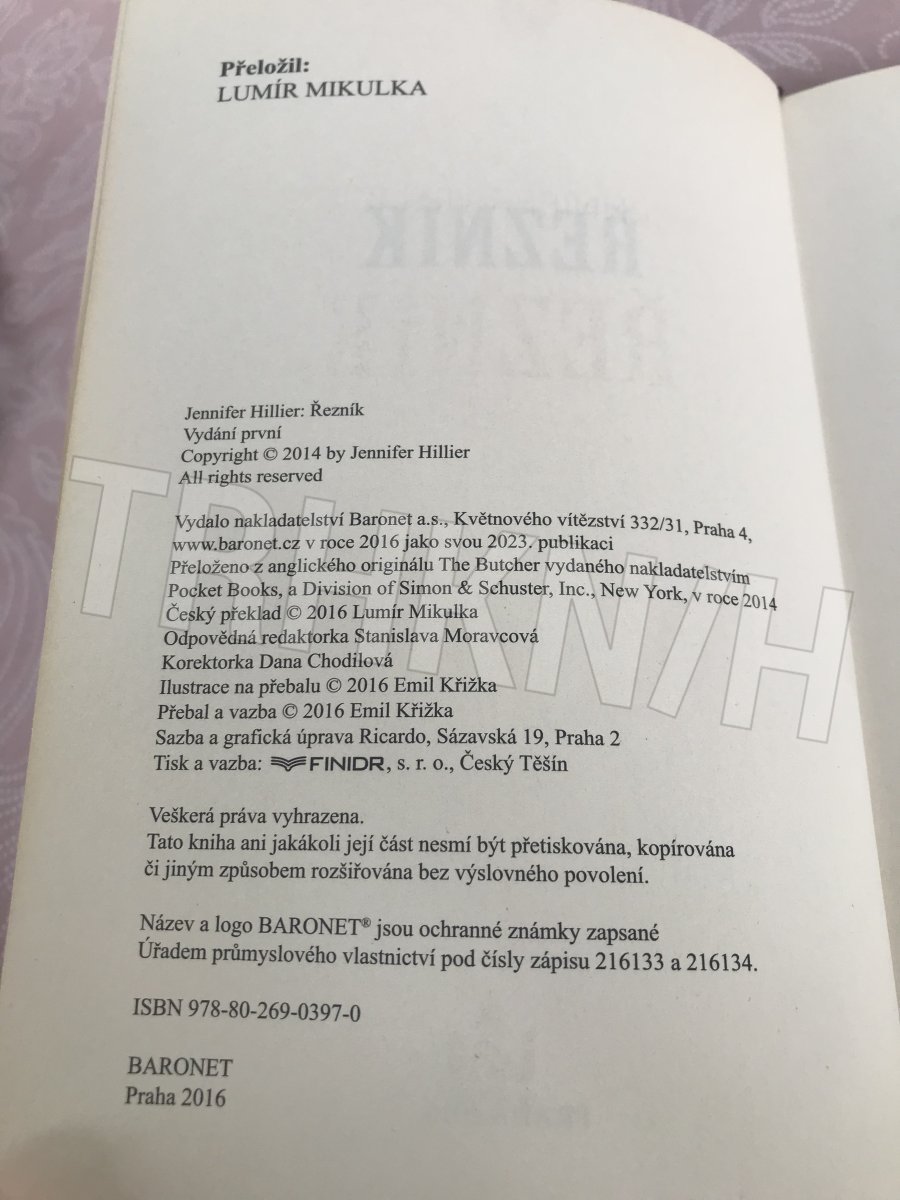 Přeložil:
LUMÍR MIKULKA
ŘEZNÍK
ŘEZNÍK
Jennifer Hillier: Řezník
Vydání první
Copyright © 2014 by Jennifer Hillier
All rights reserved
Vydalo nakladatelství Baronet a.s., Květnového vítězství 332/31, Praha 4,
www.baronet.cz v roce 2016 jako svou 2023. publikaci
Přeloženo z anglického originálu The Butcher vydaného nakladatelstvím
Pocket Books, a Division of Simon & Schuster, Inc., New York, v roce 2014
Český překlad © 2016 Lumír Mikulka
Odpovědná redaktorka Stanislava Moravcová
Korektorka Dana Chodilová
Ilustrace na přebalu © 2016 Emil Křižka
Přebal a vazba © 2016 Emil Křižka
Sazba a grafická úprava Ricardo, Sázavská 19, Praha 2
Tisk a vazba: FINIDR, s. r. o., Český Těšín
Veškerá práva vyhrazena.
Tato kniha ani jakákoli její část nesmí být přetiskována, kopírována
či jiným způsobem rozšiřována bez výslovného povolení.
Název a logo BARONET® jsou ochranné známky zapsané
Úřadem průmyslového vlastnictví pod čísly zápisu 216133 a 216134.
ISBN 978-80-269-0397-0
BARONET
Praha 2016
TRHKNIH